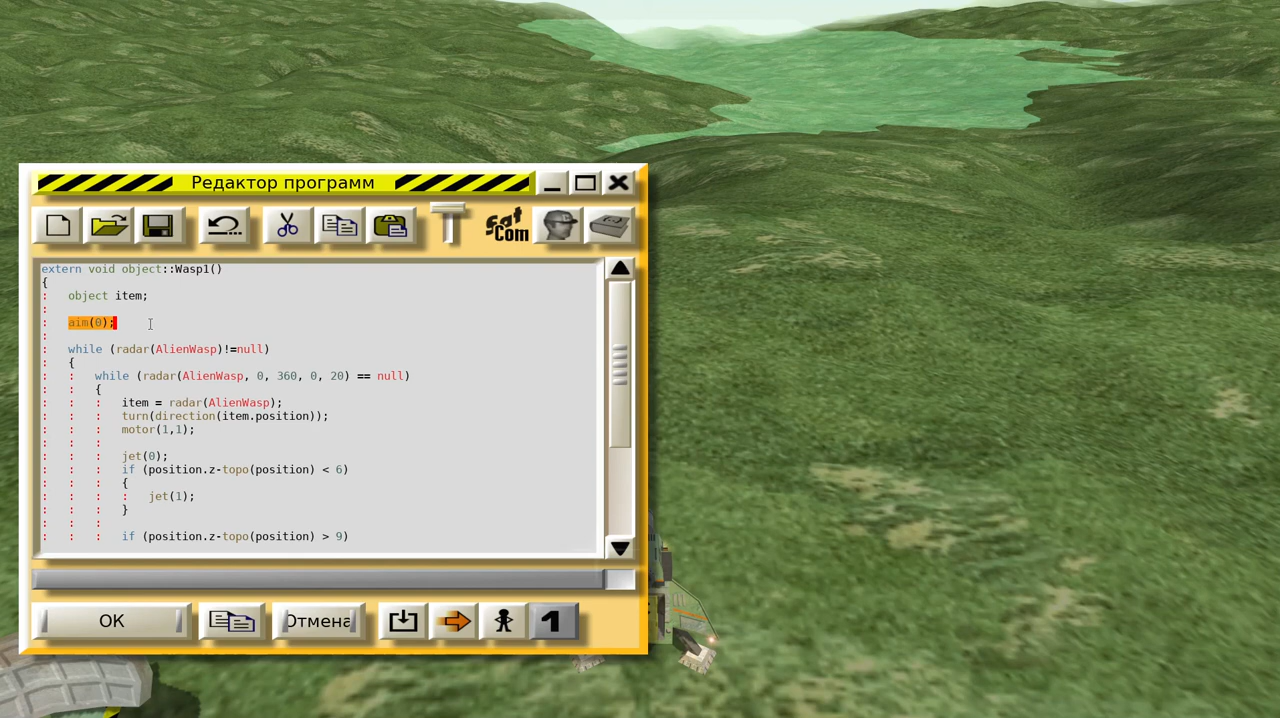 Редактор программ
Sat
Com
extern void object::Wasp1()
{
object item;
aim(0);
while (radar(AlienWasp)!=null)
{
while (radar(AlienWasp, 0, 360, 0, 20) == null)
{
item = radar(AlienWasp);
turn(direction(item.position));
motor(1,1);
jet(0);
if (position.z-topo(position) < 6)
{
jet(1);
}
if (position.z-topo(position) > 9)
OK
Отмена
1